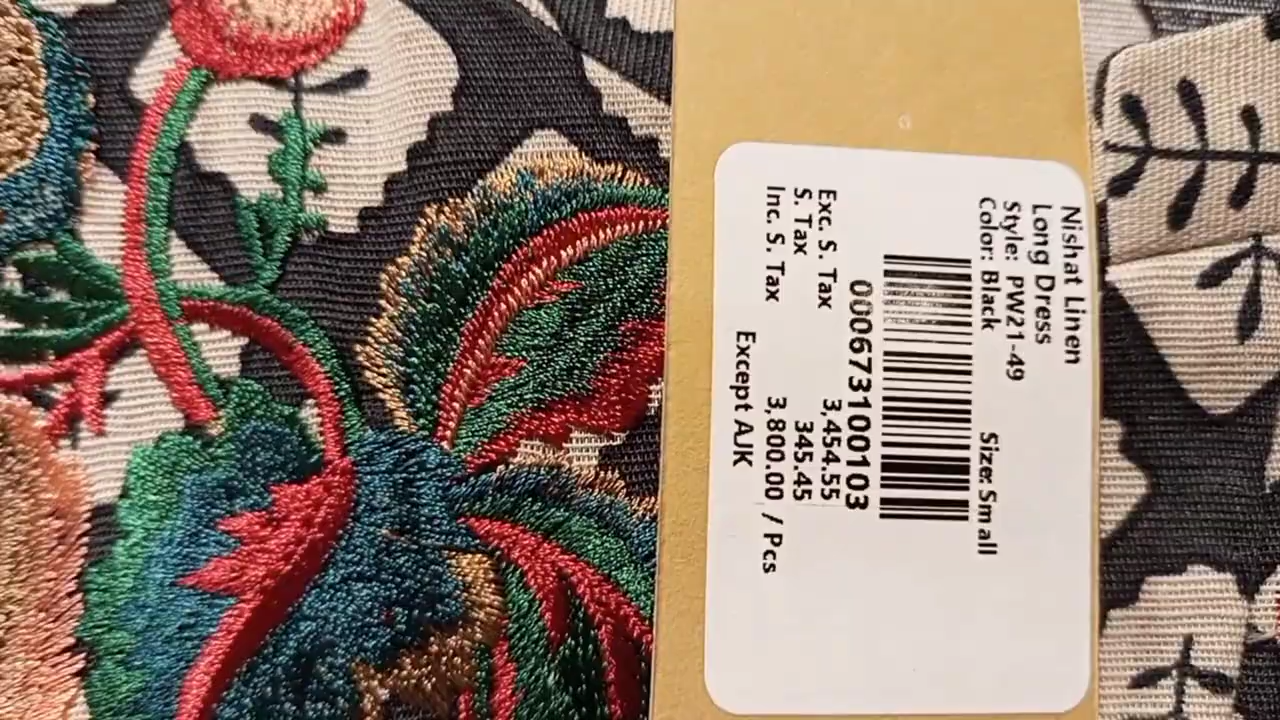 Nishat Linen
Long Dress
Style: PW21-49
Color: Black Size: Small
000673100103
Exc. S. Tax 3,454.55
S. Tax 345.45
Inc. S. Tax 3,800.00 / Pcs
Except AJK